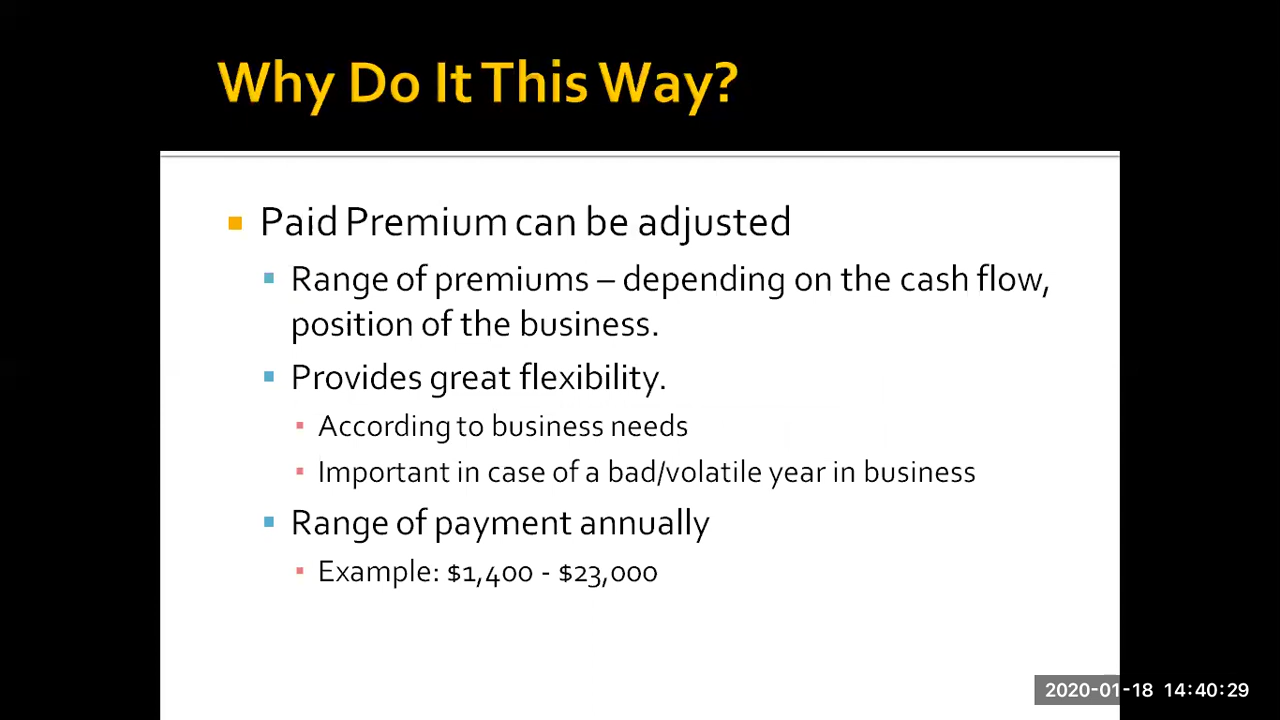 Why Do It This Way?
Paid Premium can be adjusted
Range of premiums – depending on the cash flow,
position of the business.
Provides great flexibility.
According to business needs
Important in case of a bad/volatile year in business
Range of payment annually
Example: $1,400 - $23,000
2020-01-18 14:40:29